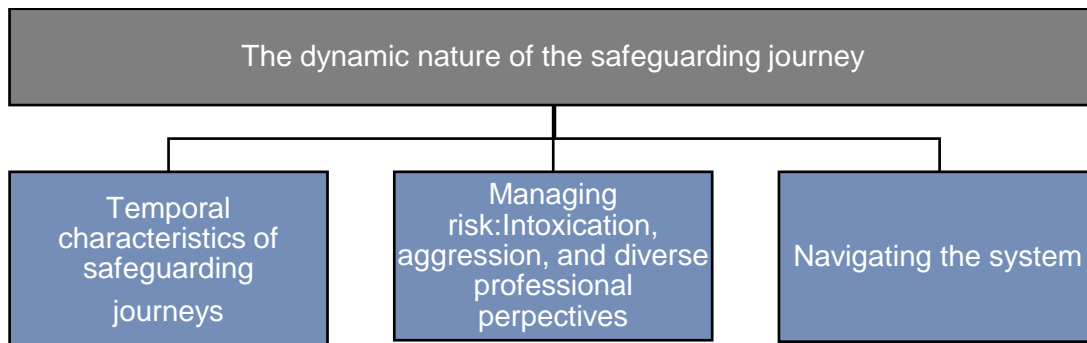 The dynamic nature of the safeguarding journey
Temporal
characteristics of
safeguarding
journeys
Managing
risk:Intoxication,
aggression, and diverse
professional
perpectives
Navigating the system